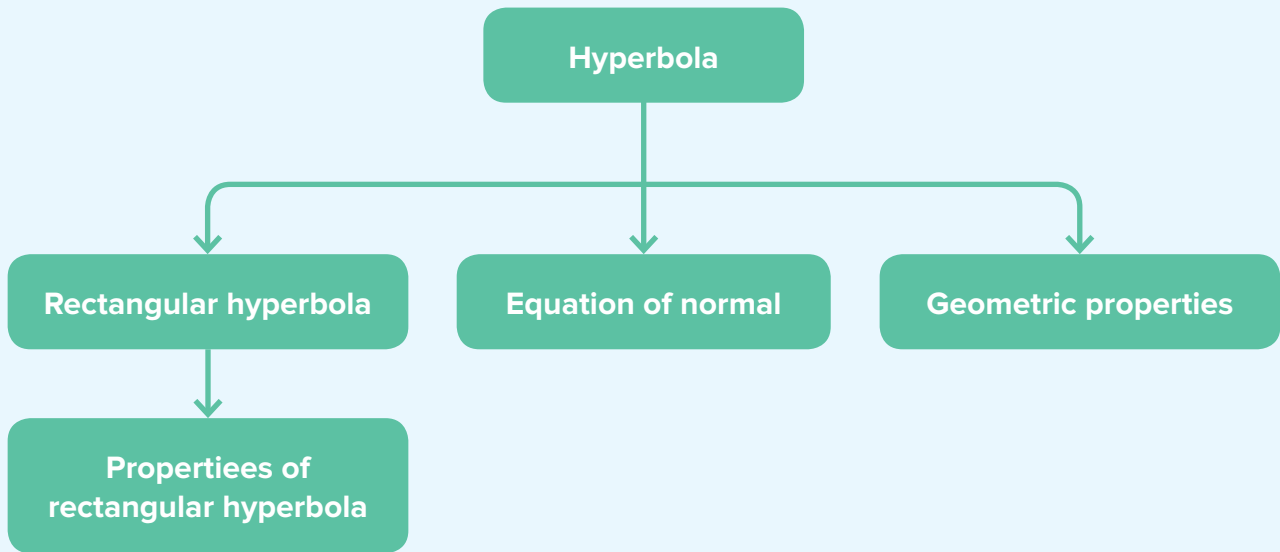 Hyperbola
Rectangular hyperbola
Equation of normal
Geometric properties
Propertiees of
rectangular hyperbola